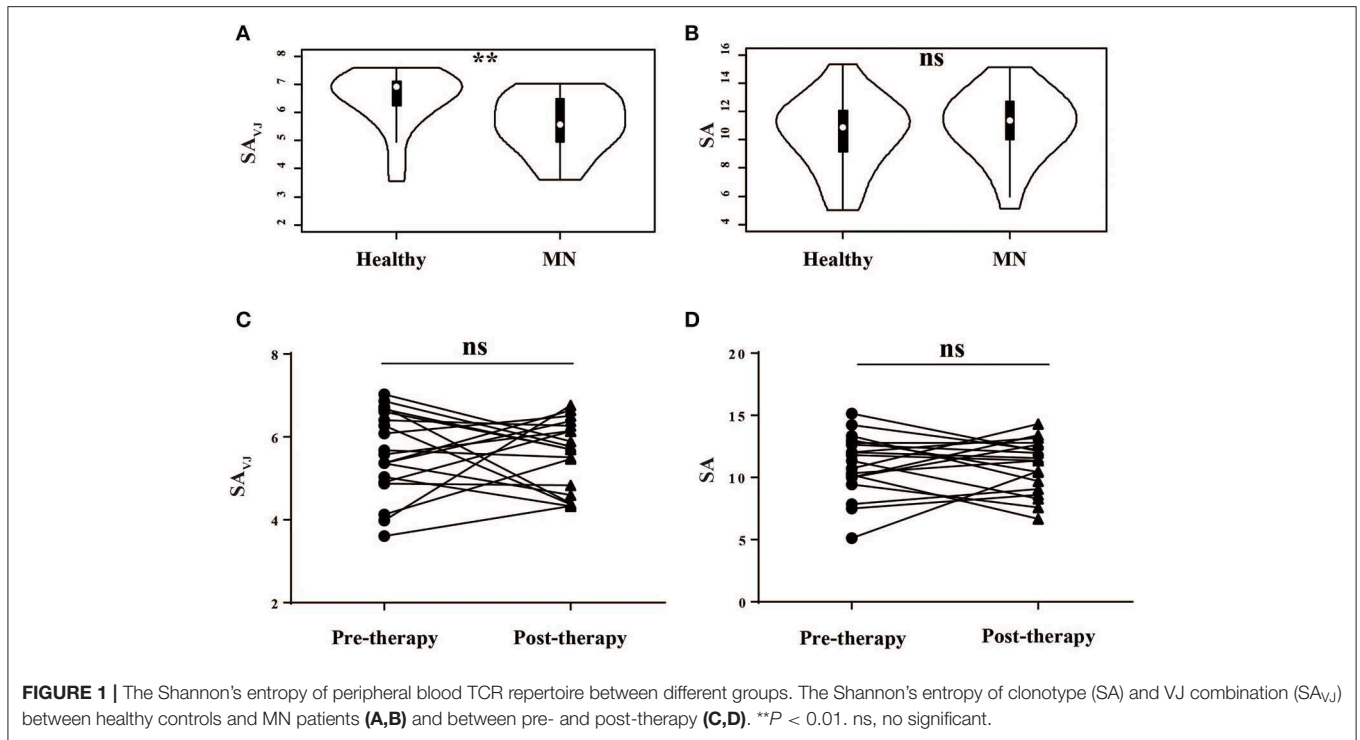 A
SAVJ
8
7
6
5
4
3
2
**
Healthy
MN
B
SA
16
14
12
10
8
6
4
ns
Healthy
MN
C
SAVJ
8
6
4
2
ns
Pre-therapy
Post-therapy
D
SA
20
15
10
5
0
ns
Pre-therapy
Post-therapy
FIGURE 1 | The Shannon's entropy of peripheral blood TCR repertoire between different groups. The Shannon's entropy of clonotype (SA) and VJ combination (SAVJ)
between healthy controls and MN patients (A,B) and between pre- and post-therapy (C,D). **P < 0.01. ns, no significant.